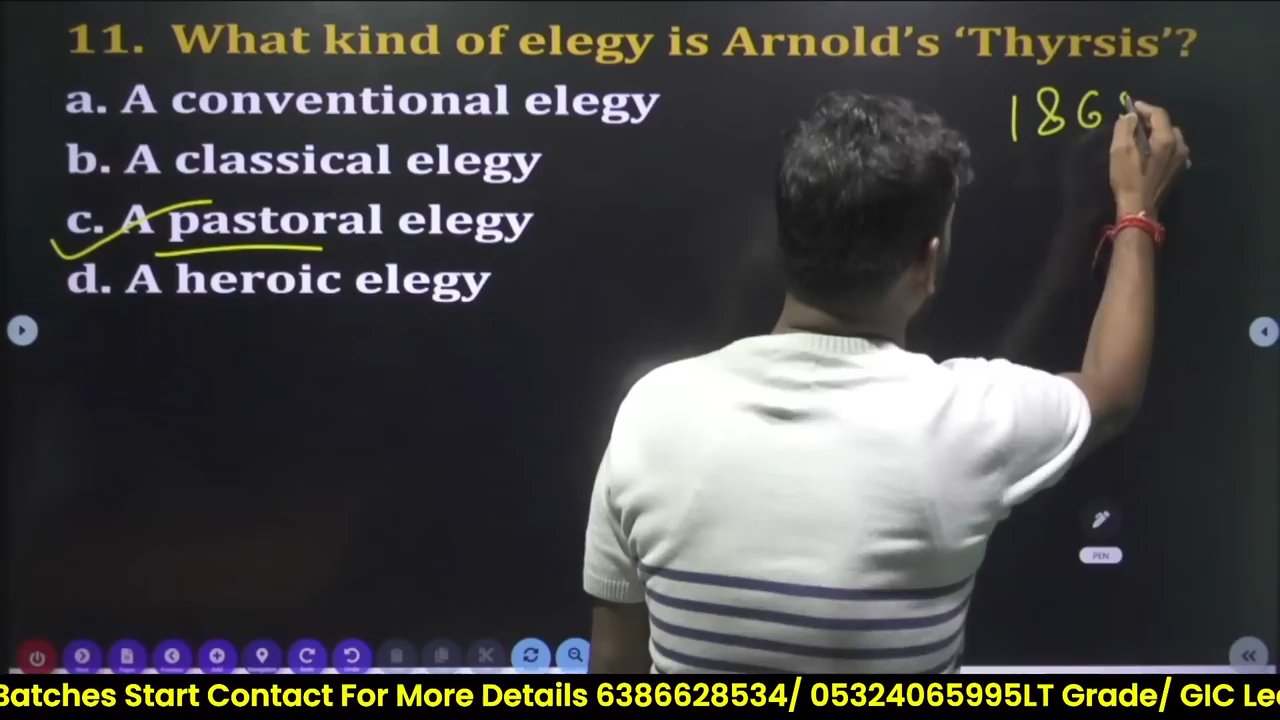 11. What kind of elegy is Arnold's 'Thyrsis'?
a. A conventional elegy
b. A classical elegy
c. A pastoral elegy
d. A heroic elegy
186
PEN
Batches Start Contact For More Details 6386628534/ 05324065995LT Grade/ GIC Le